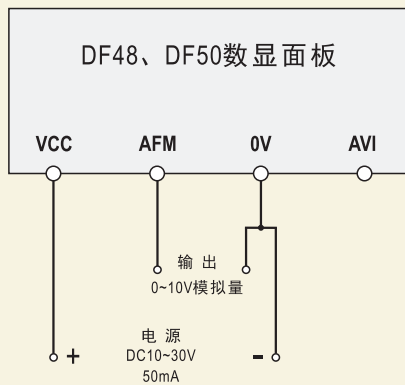 DF48、DF50数显面板
VCC AFM 0V AVI
输 出
0~10V模拟量
电 源
+ DC10~30V -
50mA